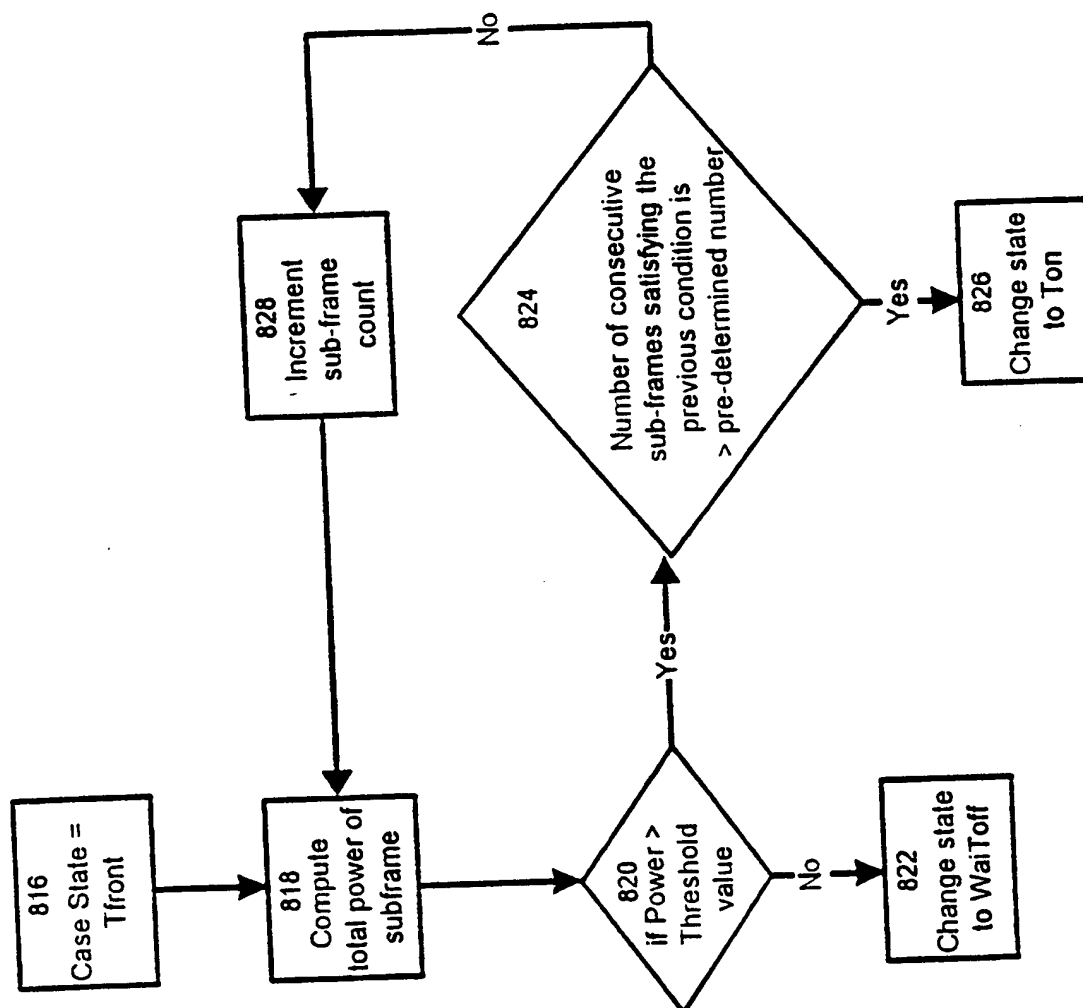 816
Case State =
Tfront
818
Compute
total power of
subframe
820
if Power >
Threshold
value
No
822
Change state
to WaiToff
Yes
824
Number of consecutive
sub-frames satisfying the
previous condition is
> pre-determined number
Yes
826
Change state
to Ton
No
828
Increment
sub-frame
count